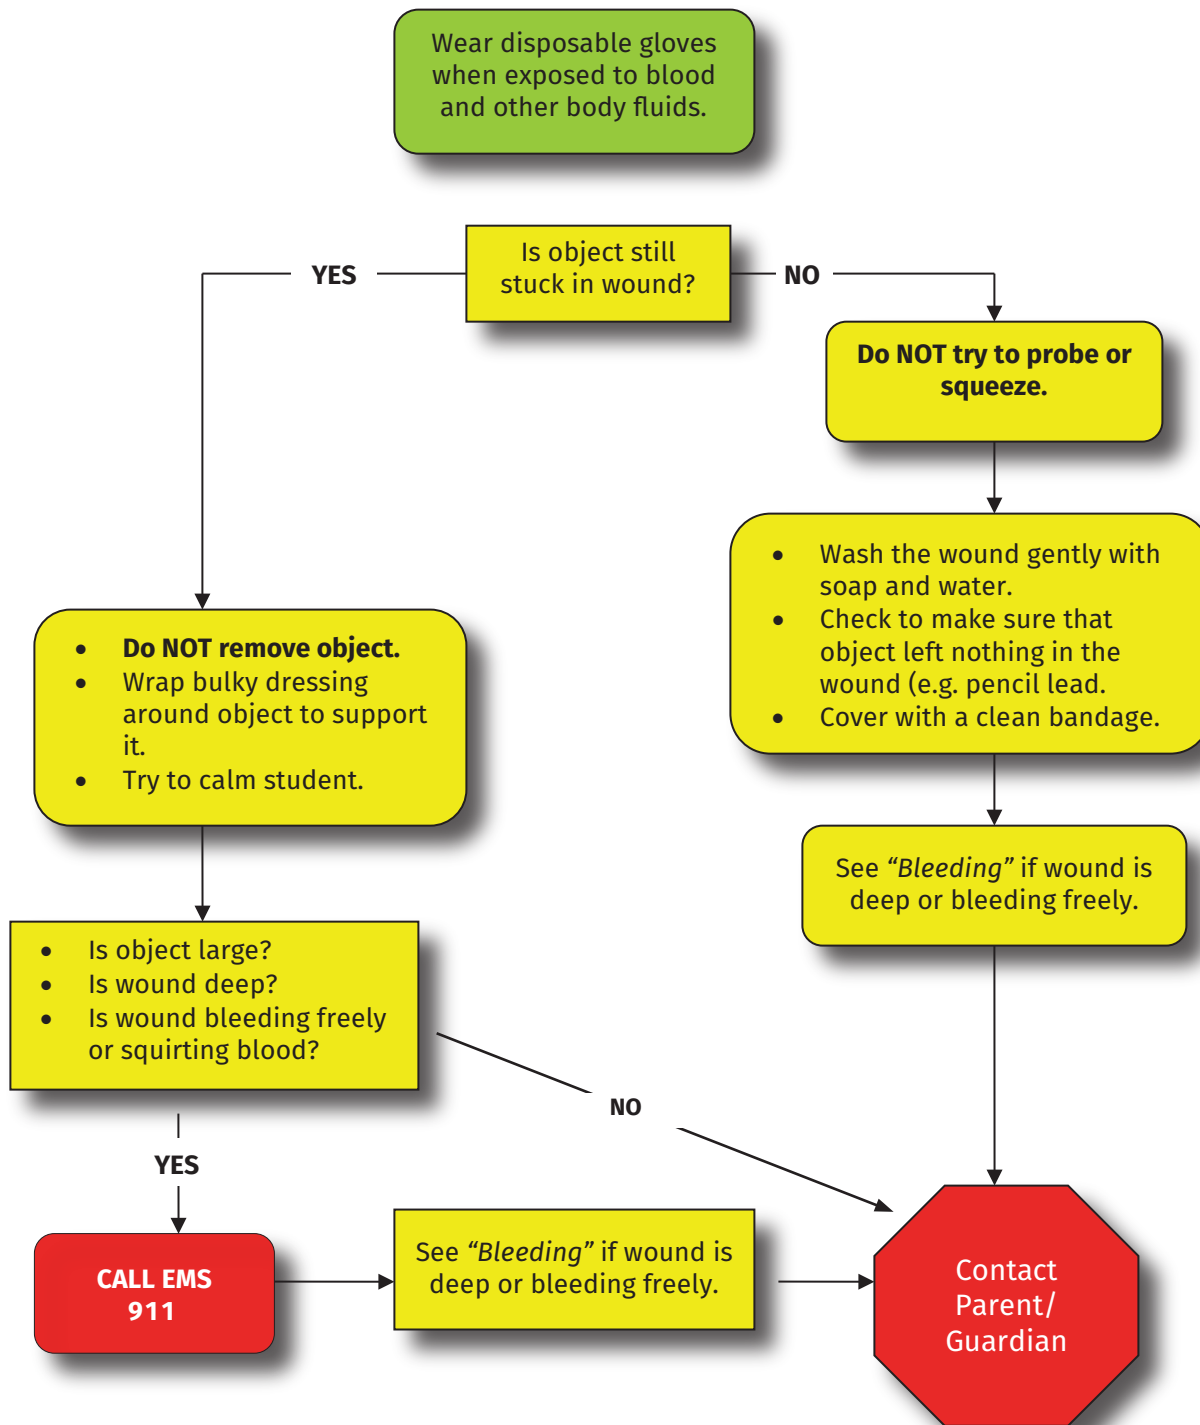 Wear disposable gloves
when exposed to blood
and other body fluids.
Is object still
stuck in wound?
YES
NO
Do NOT try to probe or
squeeze.
• Wash the wound gently with
soap and water.
• Check to make sure that
object left nothing in the
wound (e.g. pencil lead.
• Cover with a clean bandage.
• Do NOT remove object.
• Wrap bulky dressing
around object to support
it.
• Try to calm student.
See “Bleeding” if wound is
deep or bleeding freely.
• Is object large?
• Is wound deep?
• Is wound bleeding freely
or squirting blood?
NO
YES
CALL EMS
911
See “Bleeding” if wound is
deep or bleeding freely.
Contact
Parent/
Guardian